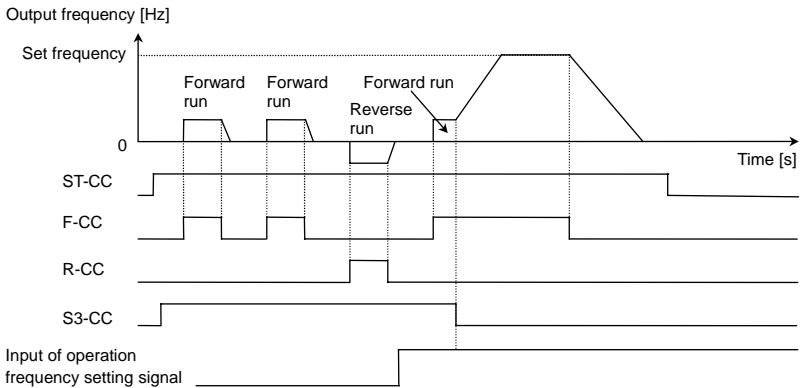 Output frequency [Hz]
Set frequency
Forward
run
Forward
run
Forward run
Reverse
run
0
Time [s]
ST-CC
F-CC
R-CC
S3-CC
Input of operation
frequency setting signal